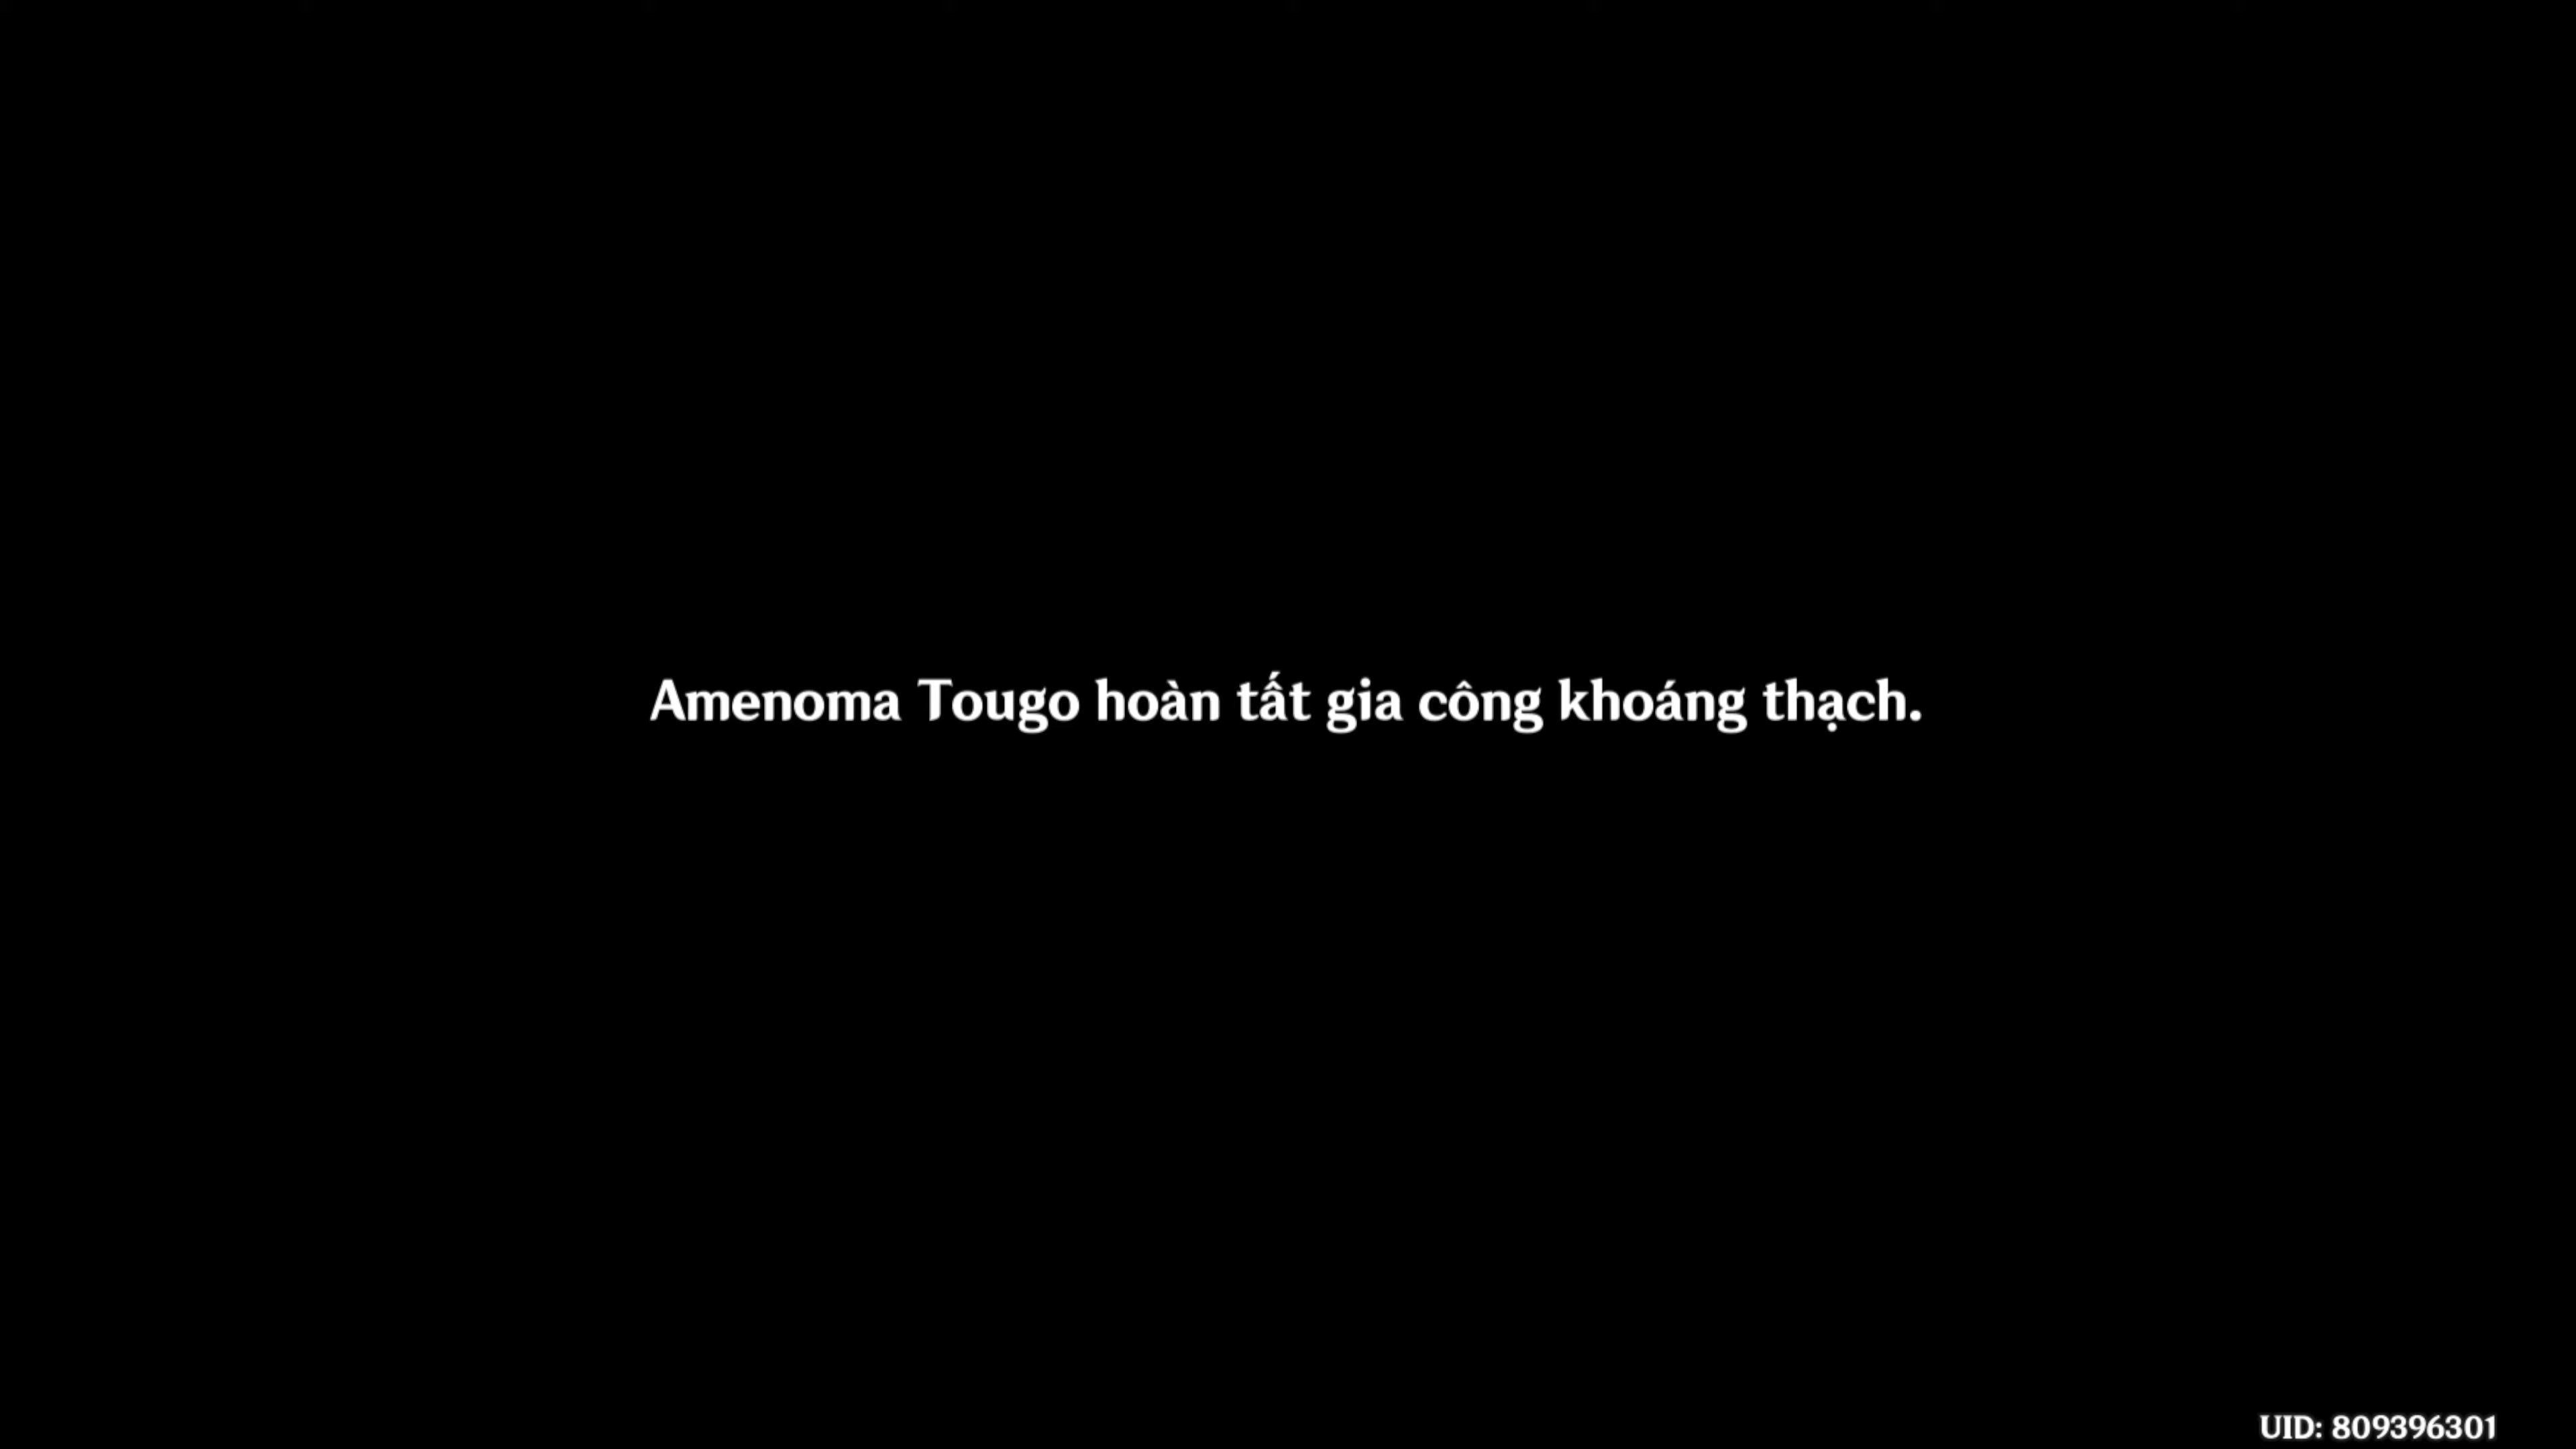 Amenoma Tougo hoàn tất gia công khoáng thạch.
UID: 809396301